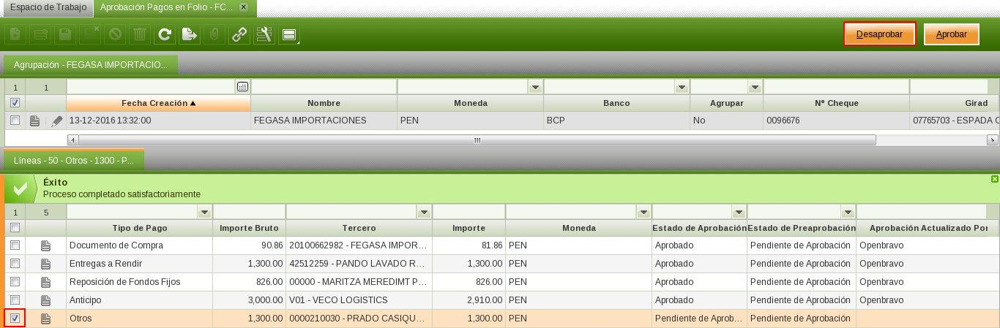 Espacio de Trabajo Aprobación Pagos en Folio - FC...
Desaprobar Aprobar
Agrupación - FEGASA IMPORTACIO...
1 1
Fecha Creación Nombre Moneda Banco Agrupar Nº Cheque Girad
13-12-2016 13:32:00 FEGASA IMPORTACIONES PEN BCP No 0096676 07765703 - ESPADA C
Líneas - 50 - Otros - 1300 - P...
Éxito
Proceso completado satisfactoriamente
1 5
Tipo de Pago Importe Bruto Tercero Importe Moneda Estado de Aprobación Estado de Preaprobación Aprobación Actualizado Por
Documento de Compra 90.86 20100662982 - FEGASA IMPOR... 81.86 PEN Aprobado Pendiente de Aprobación Openbravo
Entregas a Rendir 1,300.00 42512259 - PANDO LAVADO R... 1,300.00 PEN Aprobado Pendiente de Aprobación Openbravo
Reposición de Fondos Fijos 826.00 00000 - MARITZA MEREDIMT P... 826.00 PEN Aprobado Pendiente de Aprobación Openbravo
Anticipo 3,000.00 V01 - VECO LOGISTICS 2,910.00 PEN Aprobado Pendiente de Aprobación Openbravo
Otros 1,300.00 0000210030 - PRADO CASIQU... 1,300.00 PEN Pendiente de Aprob... Pendiente de Aprobación